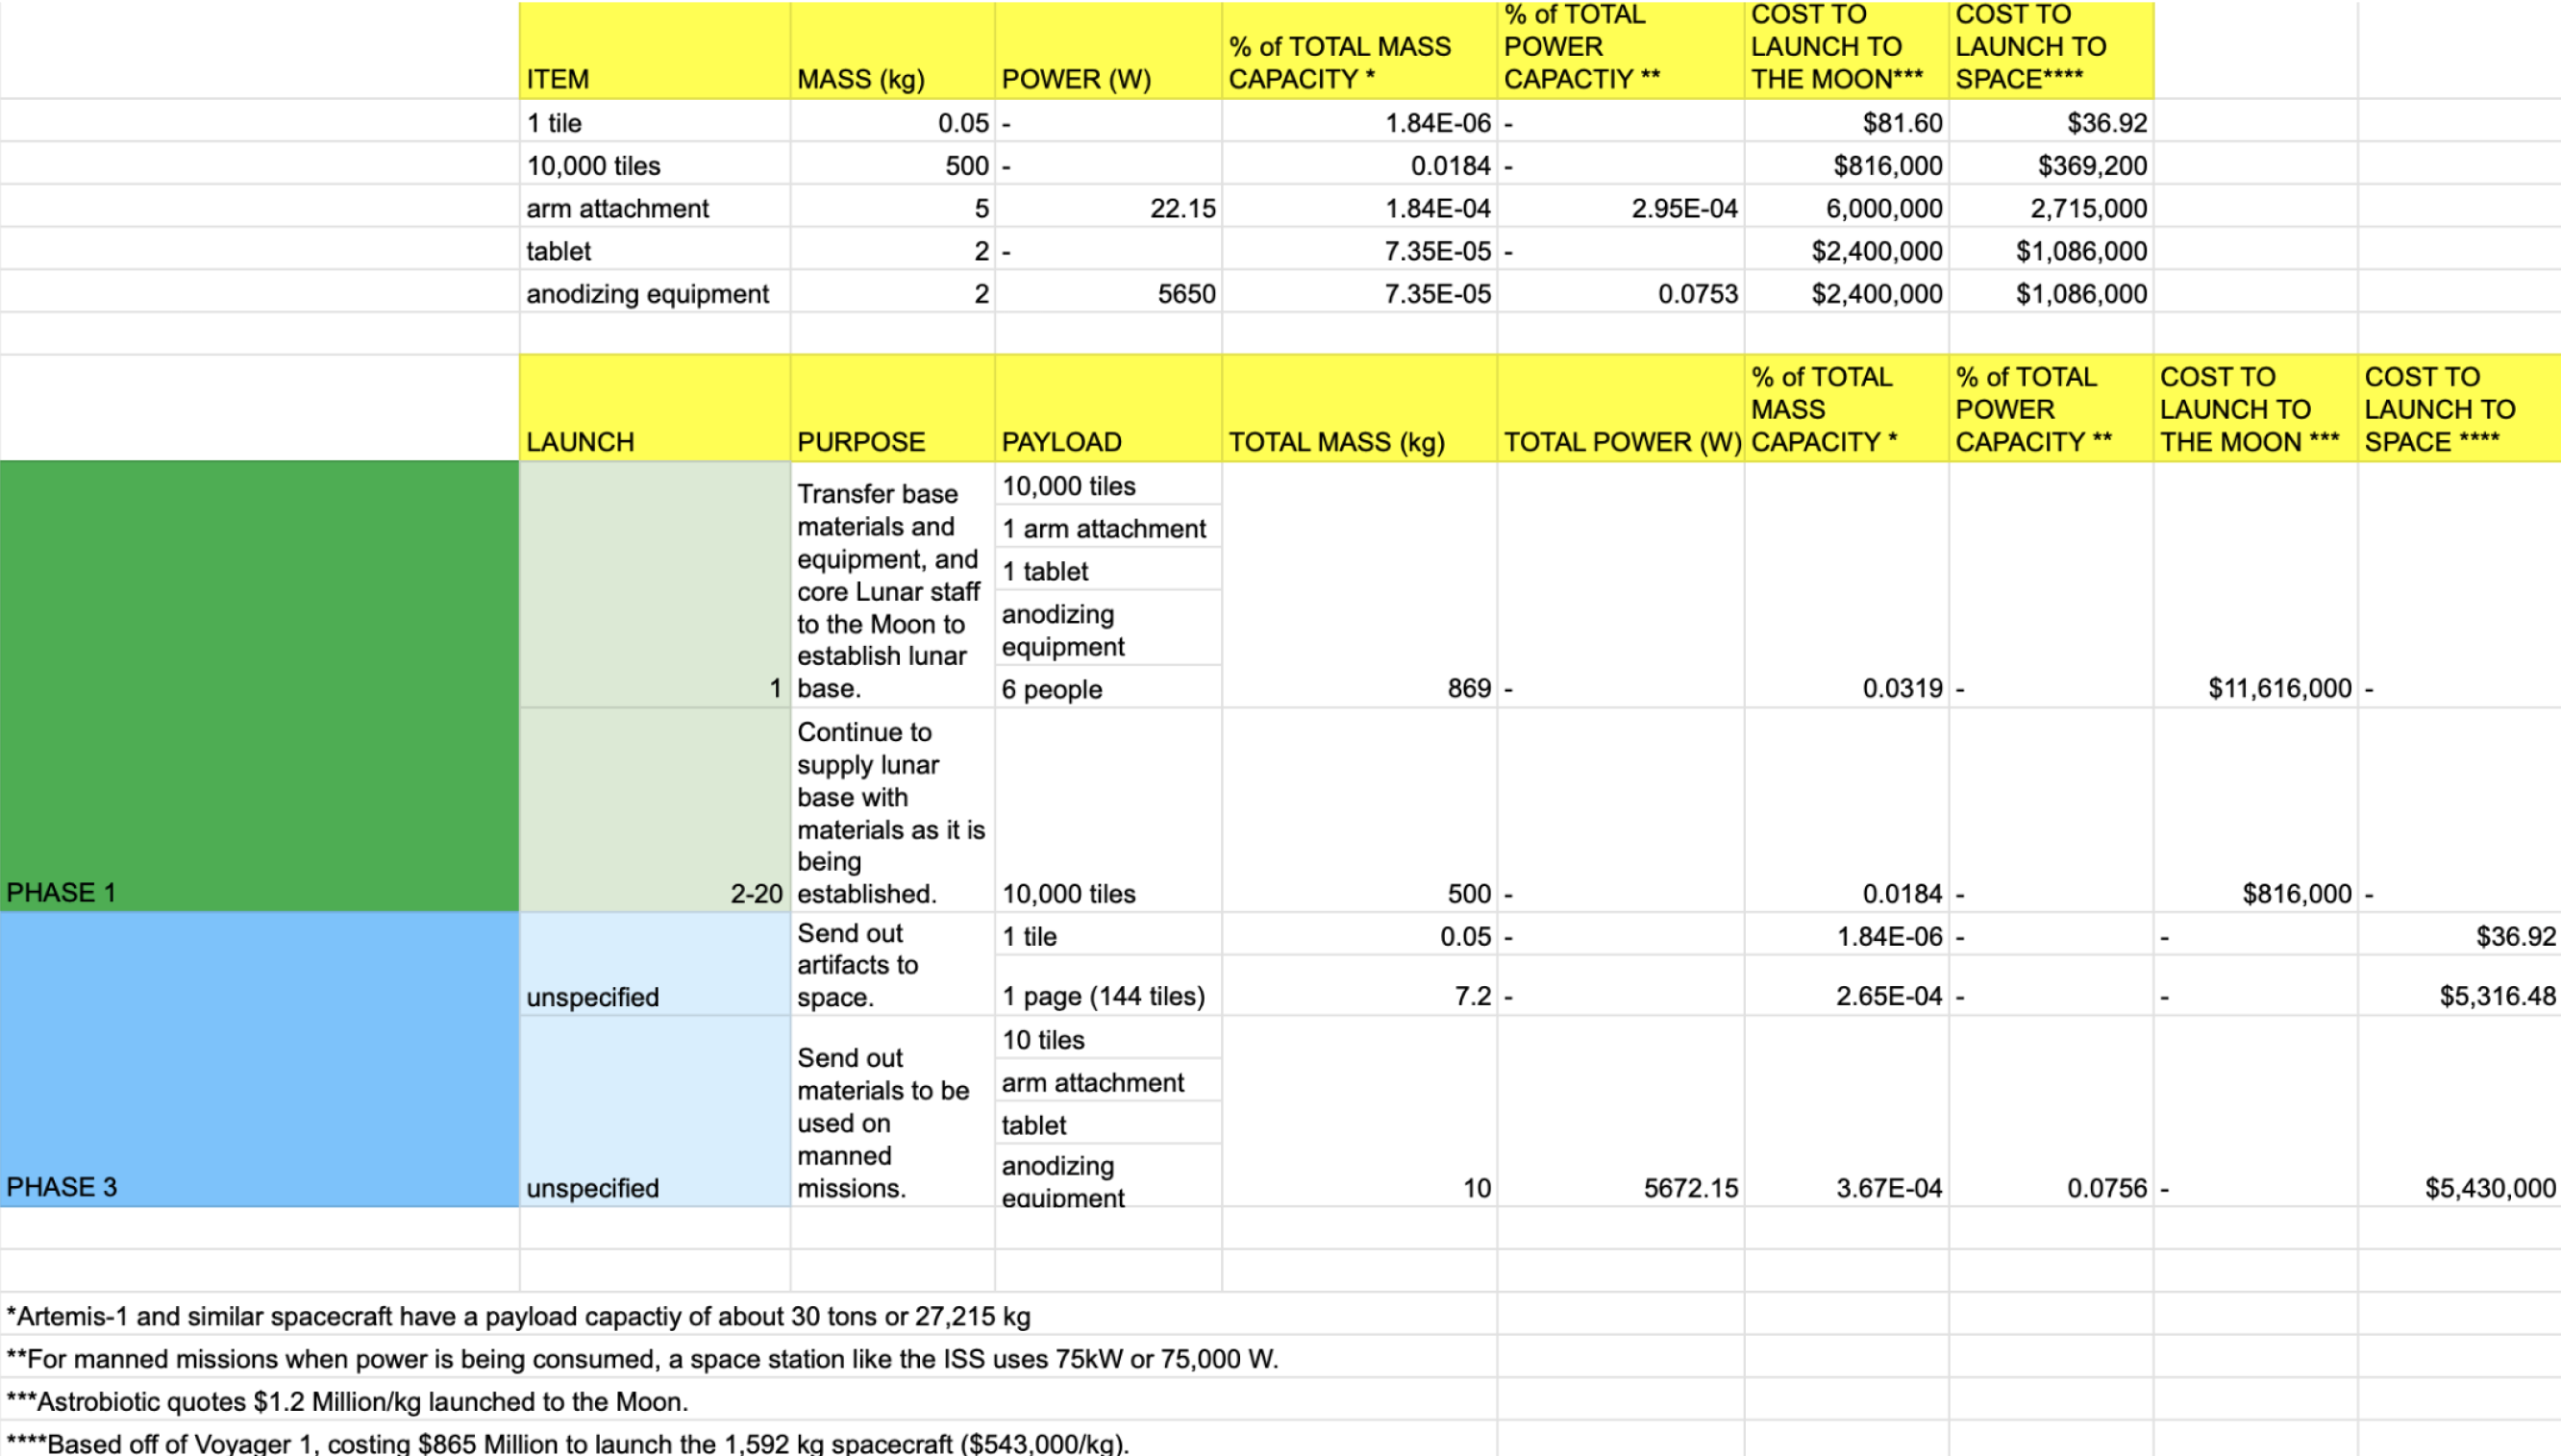 ITEM MASS (kg) POWER (W) % of TOTAL MASS CAPACITY * % of TOTAL POWER CAPACTIY ** COST TO LAUNCH TO THE MOON*** COST TO LAUNCH TO SPACE****
1 tile 0.05 - 1.84E-06 - $81.60 $36.92
10,000 tiles 500 - 0.0184 - $816,000 $369,200
arm attachment 5 22.15 1.84E-04 2.95E-04 6,000,000 2,715,000
tablet 2 - 7.35E-05 - $2,400,000 $1,086,000
anodizing equipment 2 5650 7.35E-05 0.0753 $2,400,000 $1,086,000
LAUNCH PURPOSE PAYLOAD TOTAL MASS (kg) TOTAL POWER (W) % of TOTAL MASS CAPACITY * % of TOTAL POWER CAPACITY ** COST TO LAUNCH TO THE MOON *** COST TO LAUNCH TO SPACE ****
PHASE 1
1
Transfer base
materials and
equipment, and
core Lunar staff
to the Moon to
establish lunar
base.
10,000 tiles
1 arm attachment
1 tablet
anodizing
equipment
6 people
869 - 0.0319 - $11,616,000 -
2-20
Continue to
supply lunar
base with
materials as it is
being
established.
10,000 tiles 500 - 0.0184 - $816,000 -
PHASE 3
unspecified
Send out
artifacts to
space.
1 tile 0.05 - 1.84E-06 - - $36.92
1 page (144 tiles) 7.2 - 2.65E-04 - - $5,316.48
unspecified
Send out
materials to be
used on
manned
missions.
10 tiles
arm attachment
tablet
anodizing
equipment
10 5672.15 3.67E-04 0.0756 - $5,430,000
*Artemis-1 and similar spacecraft have a payload capactiy of about 30 tons or 27,215 kg
**For manned missions when power is being consumed, a space station like the ISS uses 75kW or 75,000 W.
***Astrobiotic quotes $1.2 Million/kg launched to the Moon.
****Based off of Voyager 1, costing $865 Million to launch the 1,592 kg spacecraft ($543,000/kg).